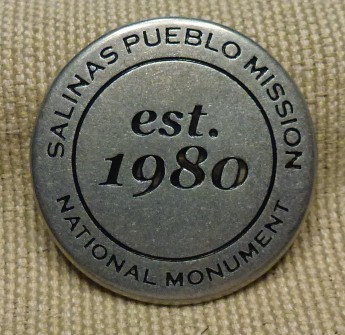 SALINAS PUEBLO MISSION
est.
1980
NATIONAL MONUMENT